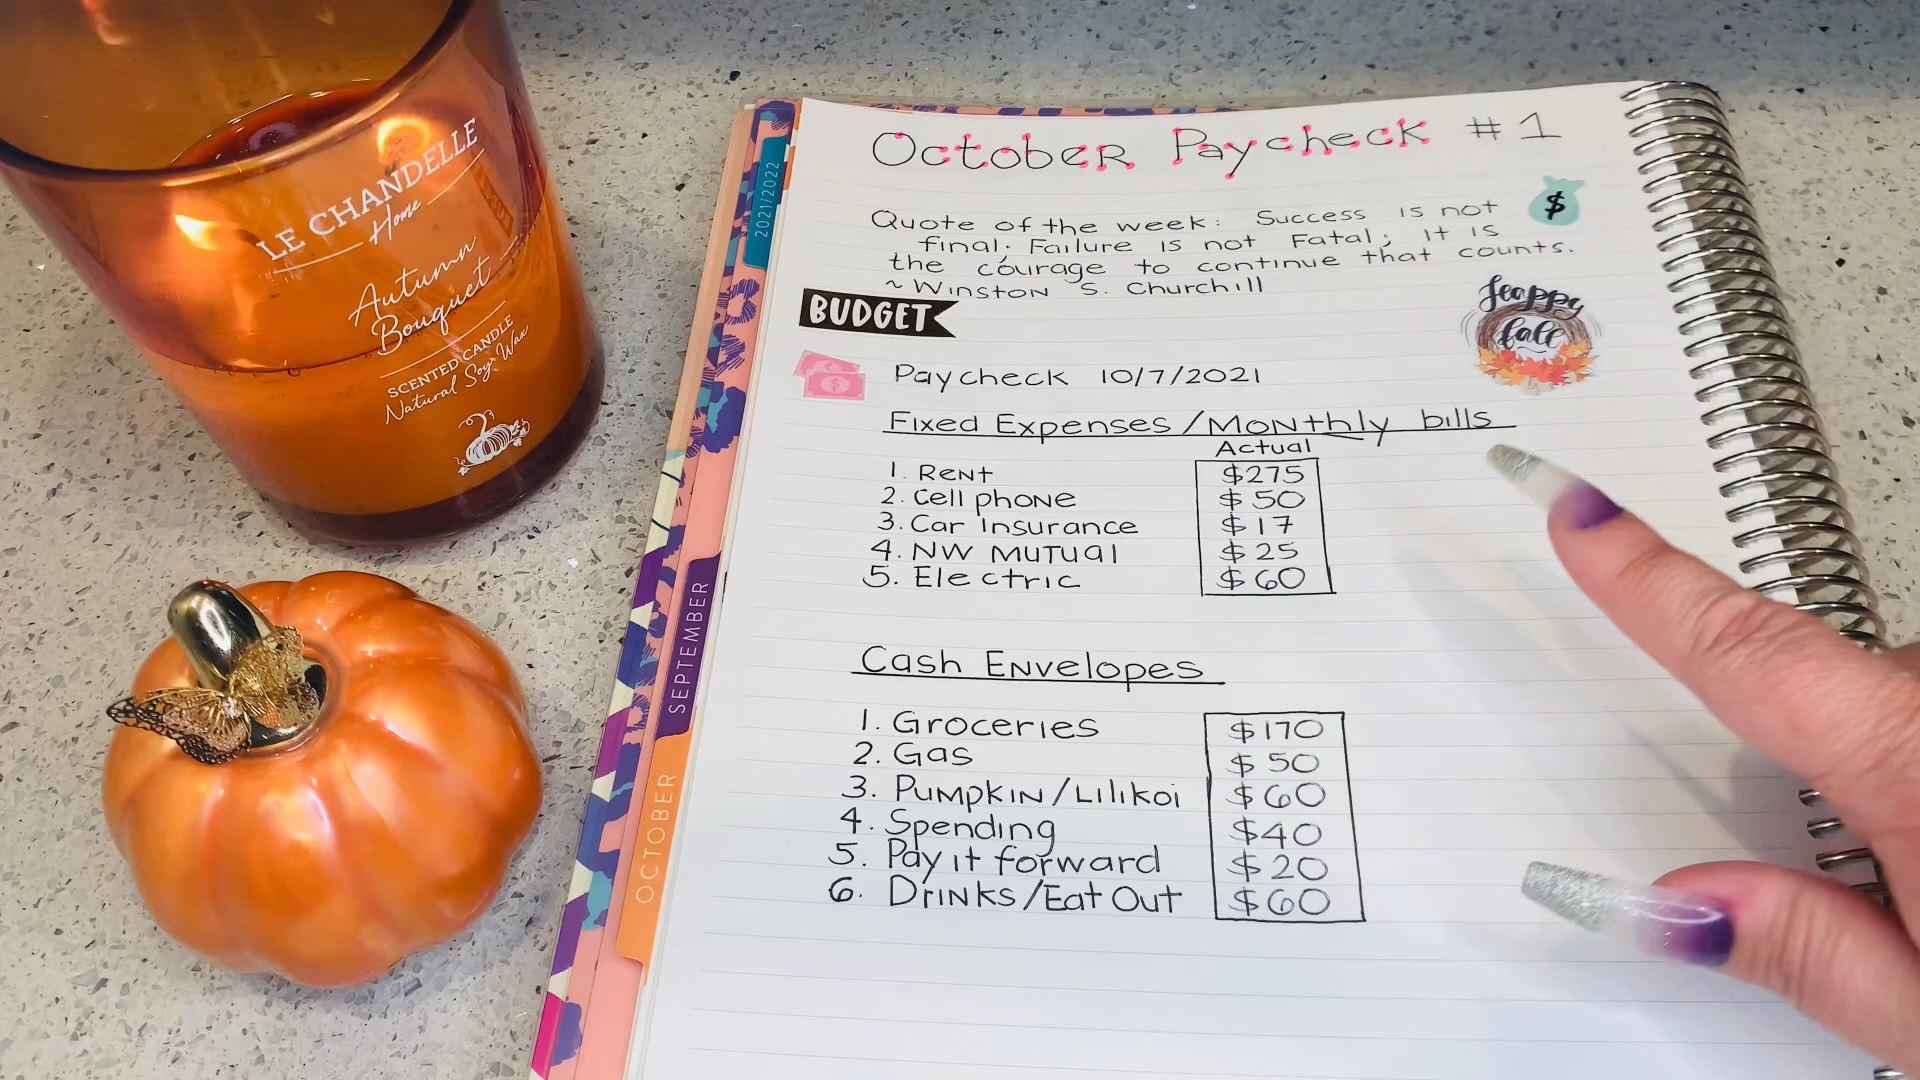 LE CHANDELLE
Home
Autumn
Bouquet
SCENTED CANDLE
Natural Soy Wax
2021/2022
SEPTEMBER
OCTOBER
October Paycheck #1
Quote of the week: Success is not
final; Failure is not Fatal; it is
the courage to continue that counts.
~ Winston S. Churchill
$
BUDGET
Happy
fall
Paycheck 10/7/2021
Fixed Expenses/Monthly bills
Actual
1. Rent $275
2. Cell phone $50
3. Car Insurance $17
4. NW Mutual $25
5. Electric $60
Cash Envelopes
1. Groceries $170
2. Gas $50
3. Pumpkin/Lilikoi $60
4. Spending $40
5. Pay it forward $20
6. Drinks/Eat Out $60